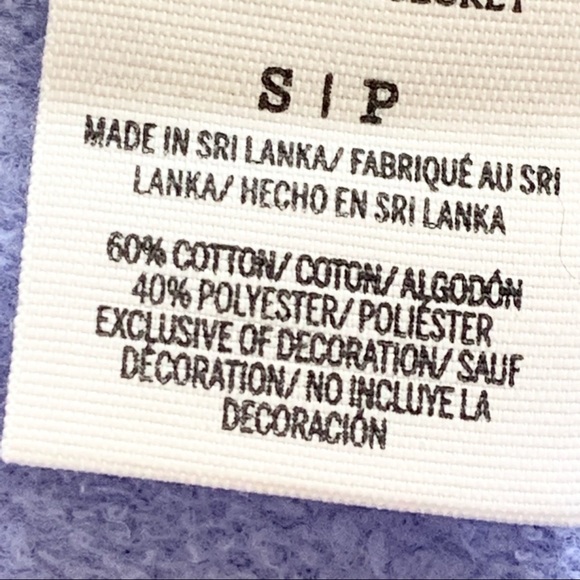 S | P
MADE IN SRI LANKA/ FABRIQUÉ AU SRI
LANKA/ HECHO EN SRI LANKA
60% COTTON/ COTON/ ALGODÓN
40% POLYESTER/ POLIÉSTER
EXCLUSIVE OF DECORATION/ SAUF
DÉCORATION/ NO INCLUYE LA
DECORACIÓN